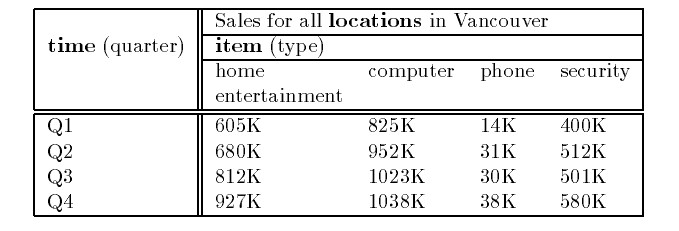 Sales for all locations in Vancouver
time (quarter) item (type)
home computer phone security
entertainment
Q1 605K 825K 14K 400K
Q2 680K 952K 31K 512K
Q3 812K 1023K 30K 501K
Q4 927K 1038K 38K 580K